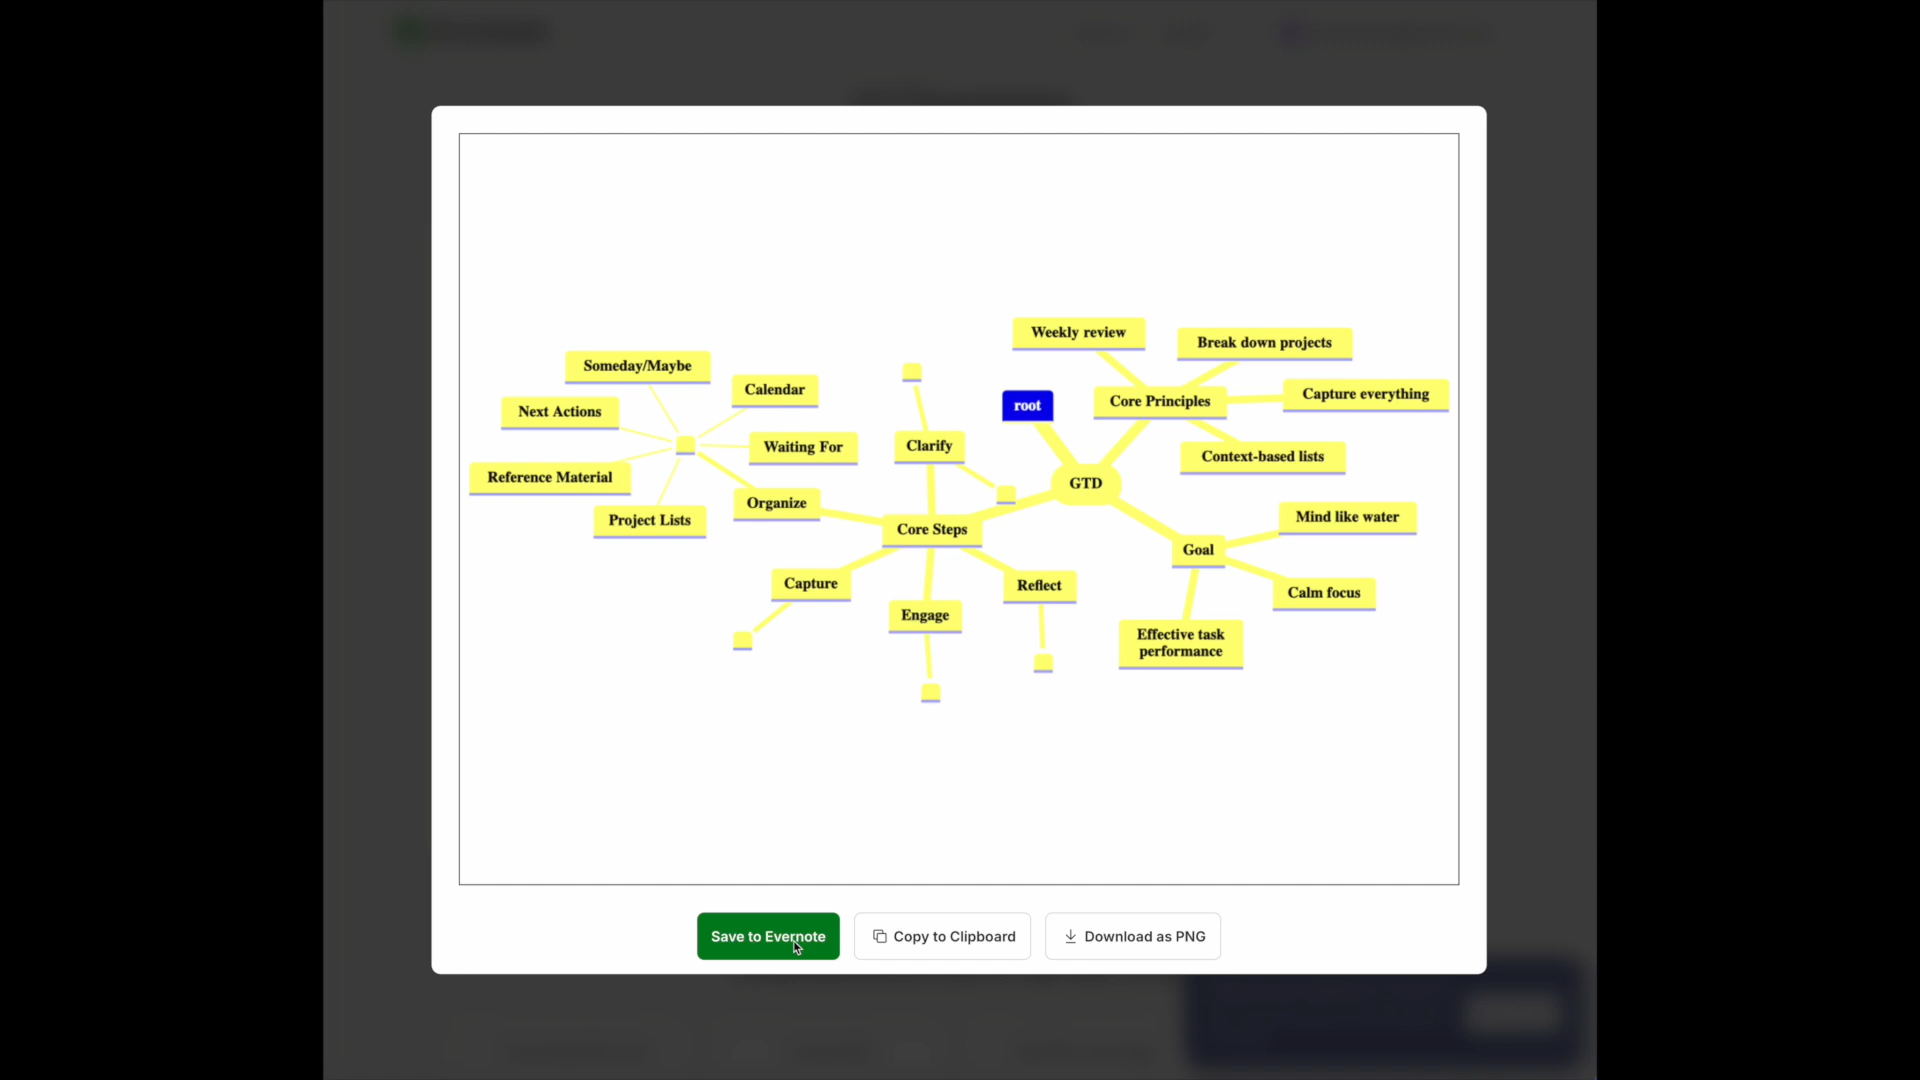 Weekly review
Break down projects
Someday/Maybe
Calendar
Capture everything
root
Core Principles
Next Actions
Clarify
Waiting For
Context-based lists
Reference Material
GTD
Organize
Mind like water
Project Lists
Core Steps
Goal
Capture
Reflect
Calm focus
Engage
Effective task
performance
Save to Evernote
Copy to Clipboard
Download as PNG